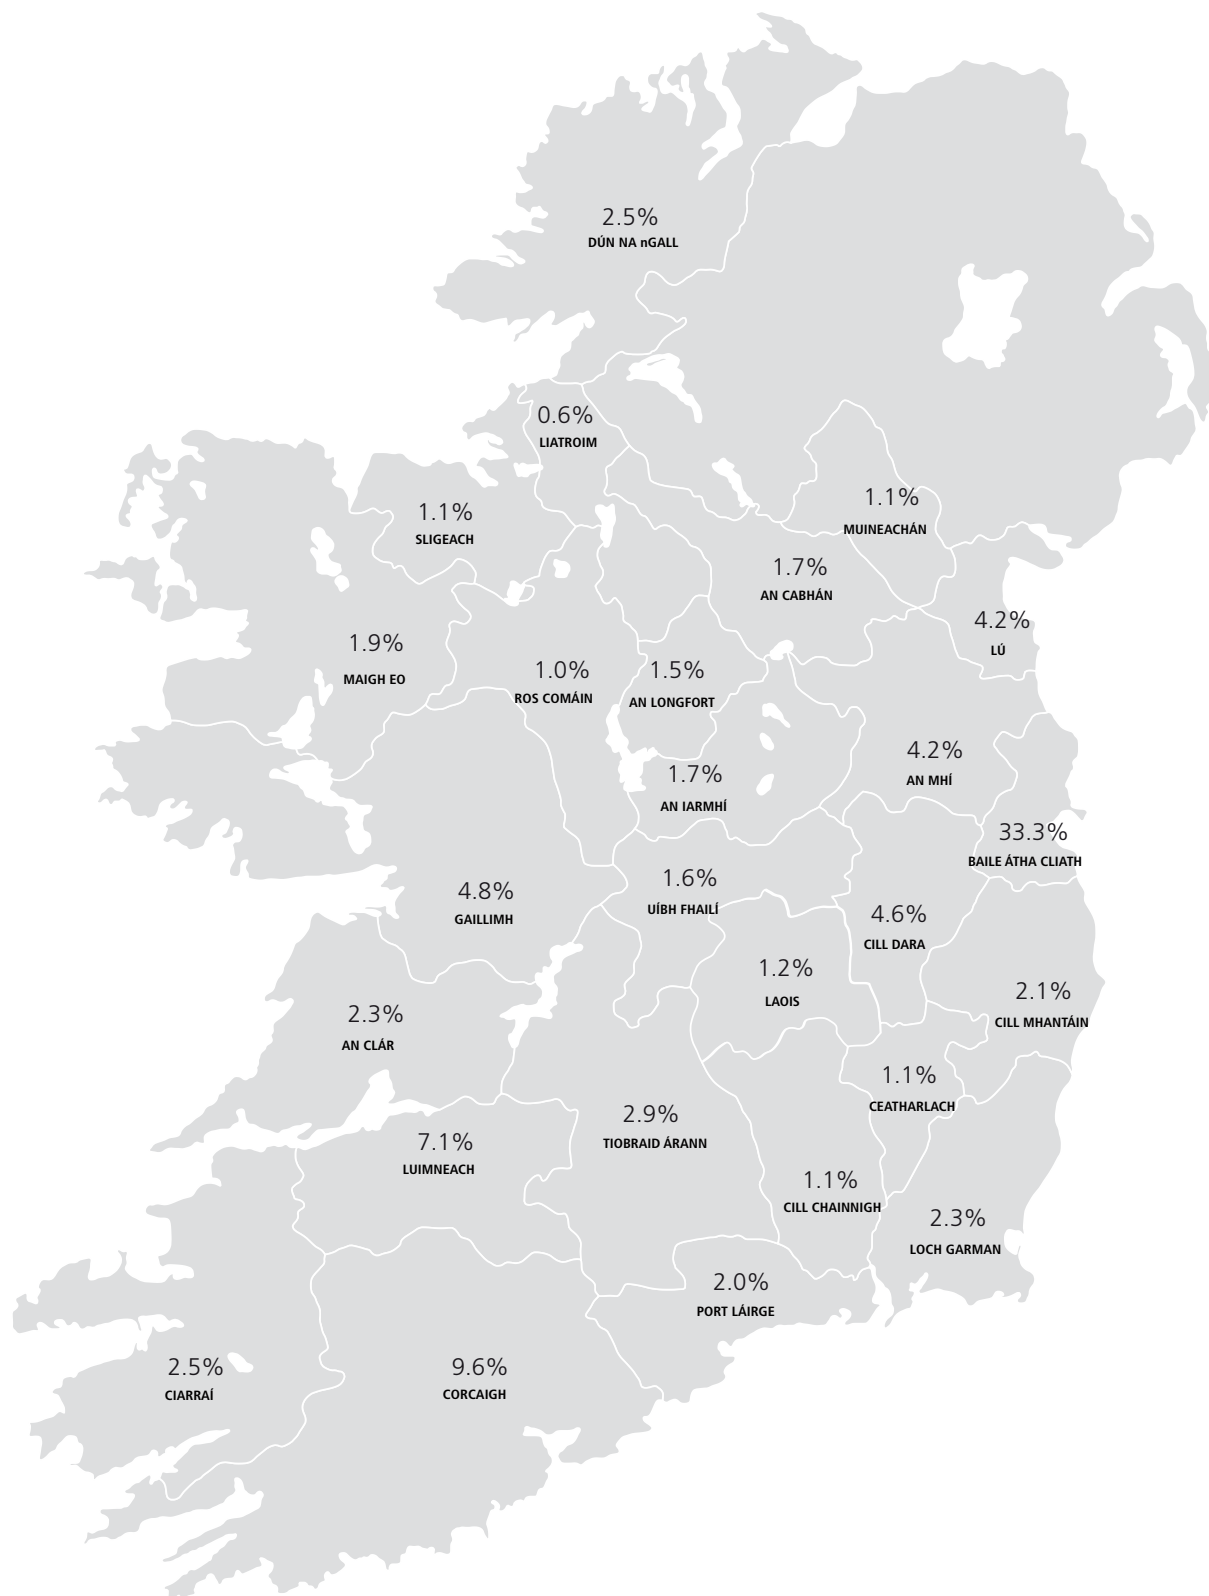 2.5%
DÚN NA nGALL
0.6%
LIATROIM
1.1%
MUINEACHÁN
1.1%
SLIGEACH
1.7%
AN CABHÁN
4.2%
LÚ
1.9%
MAIGH EO
1.0%
ROS COMÁIN
1.5%
AN LONGFORT
4.2%
AN MHÍ
1.7%
AN IARMHÍ
33.3%
BAILE ÁTHA CLIATH
4.8%
GAILLIMH
1.6%
UÍBH FHAILÍ
4.6%
CILL DARA
1.2%
LAOIS
2.1%
CILL MHANTÁIN
2.3%
AN CLÁR
1.1%
CEATHARLACH
2.9%
TIOBRAID ÁRANN
7.1%
LUIMNEACH
1.1%
CILL CHAINNIGH
2.3%
LOCH GARMAN
2.0%
PORT LÁIRGE
2.5%
CIARRAÍ
9.6%
CORCAIGH